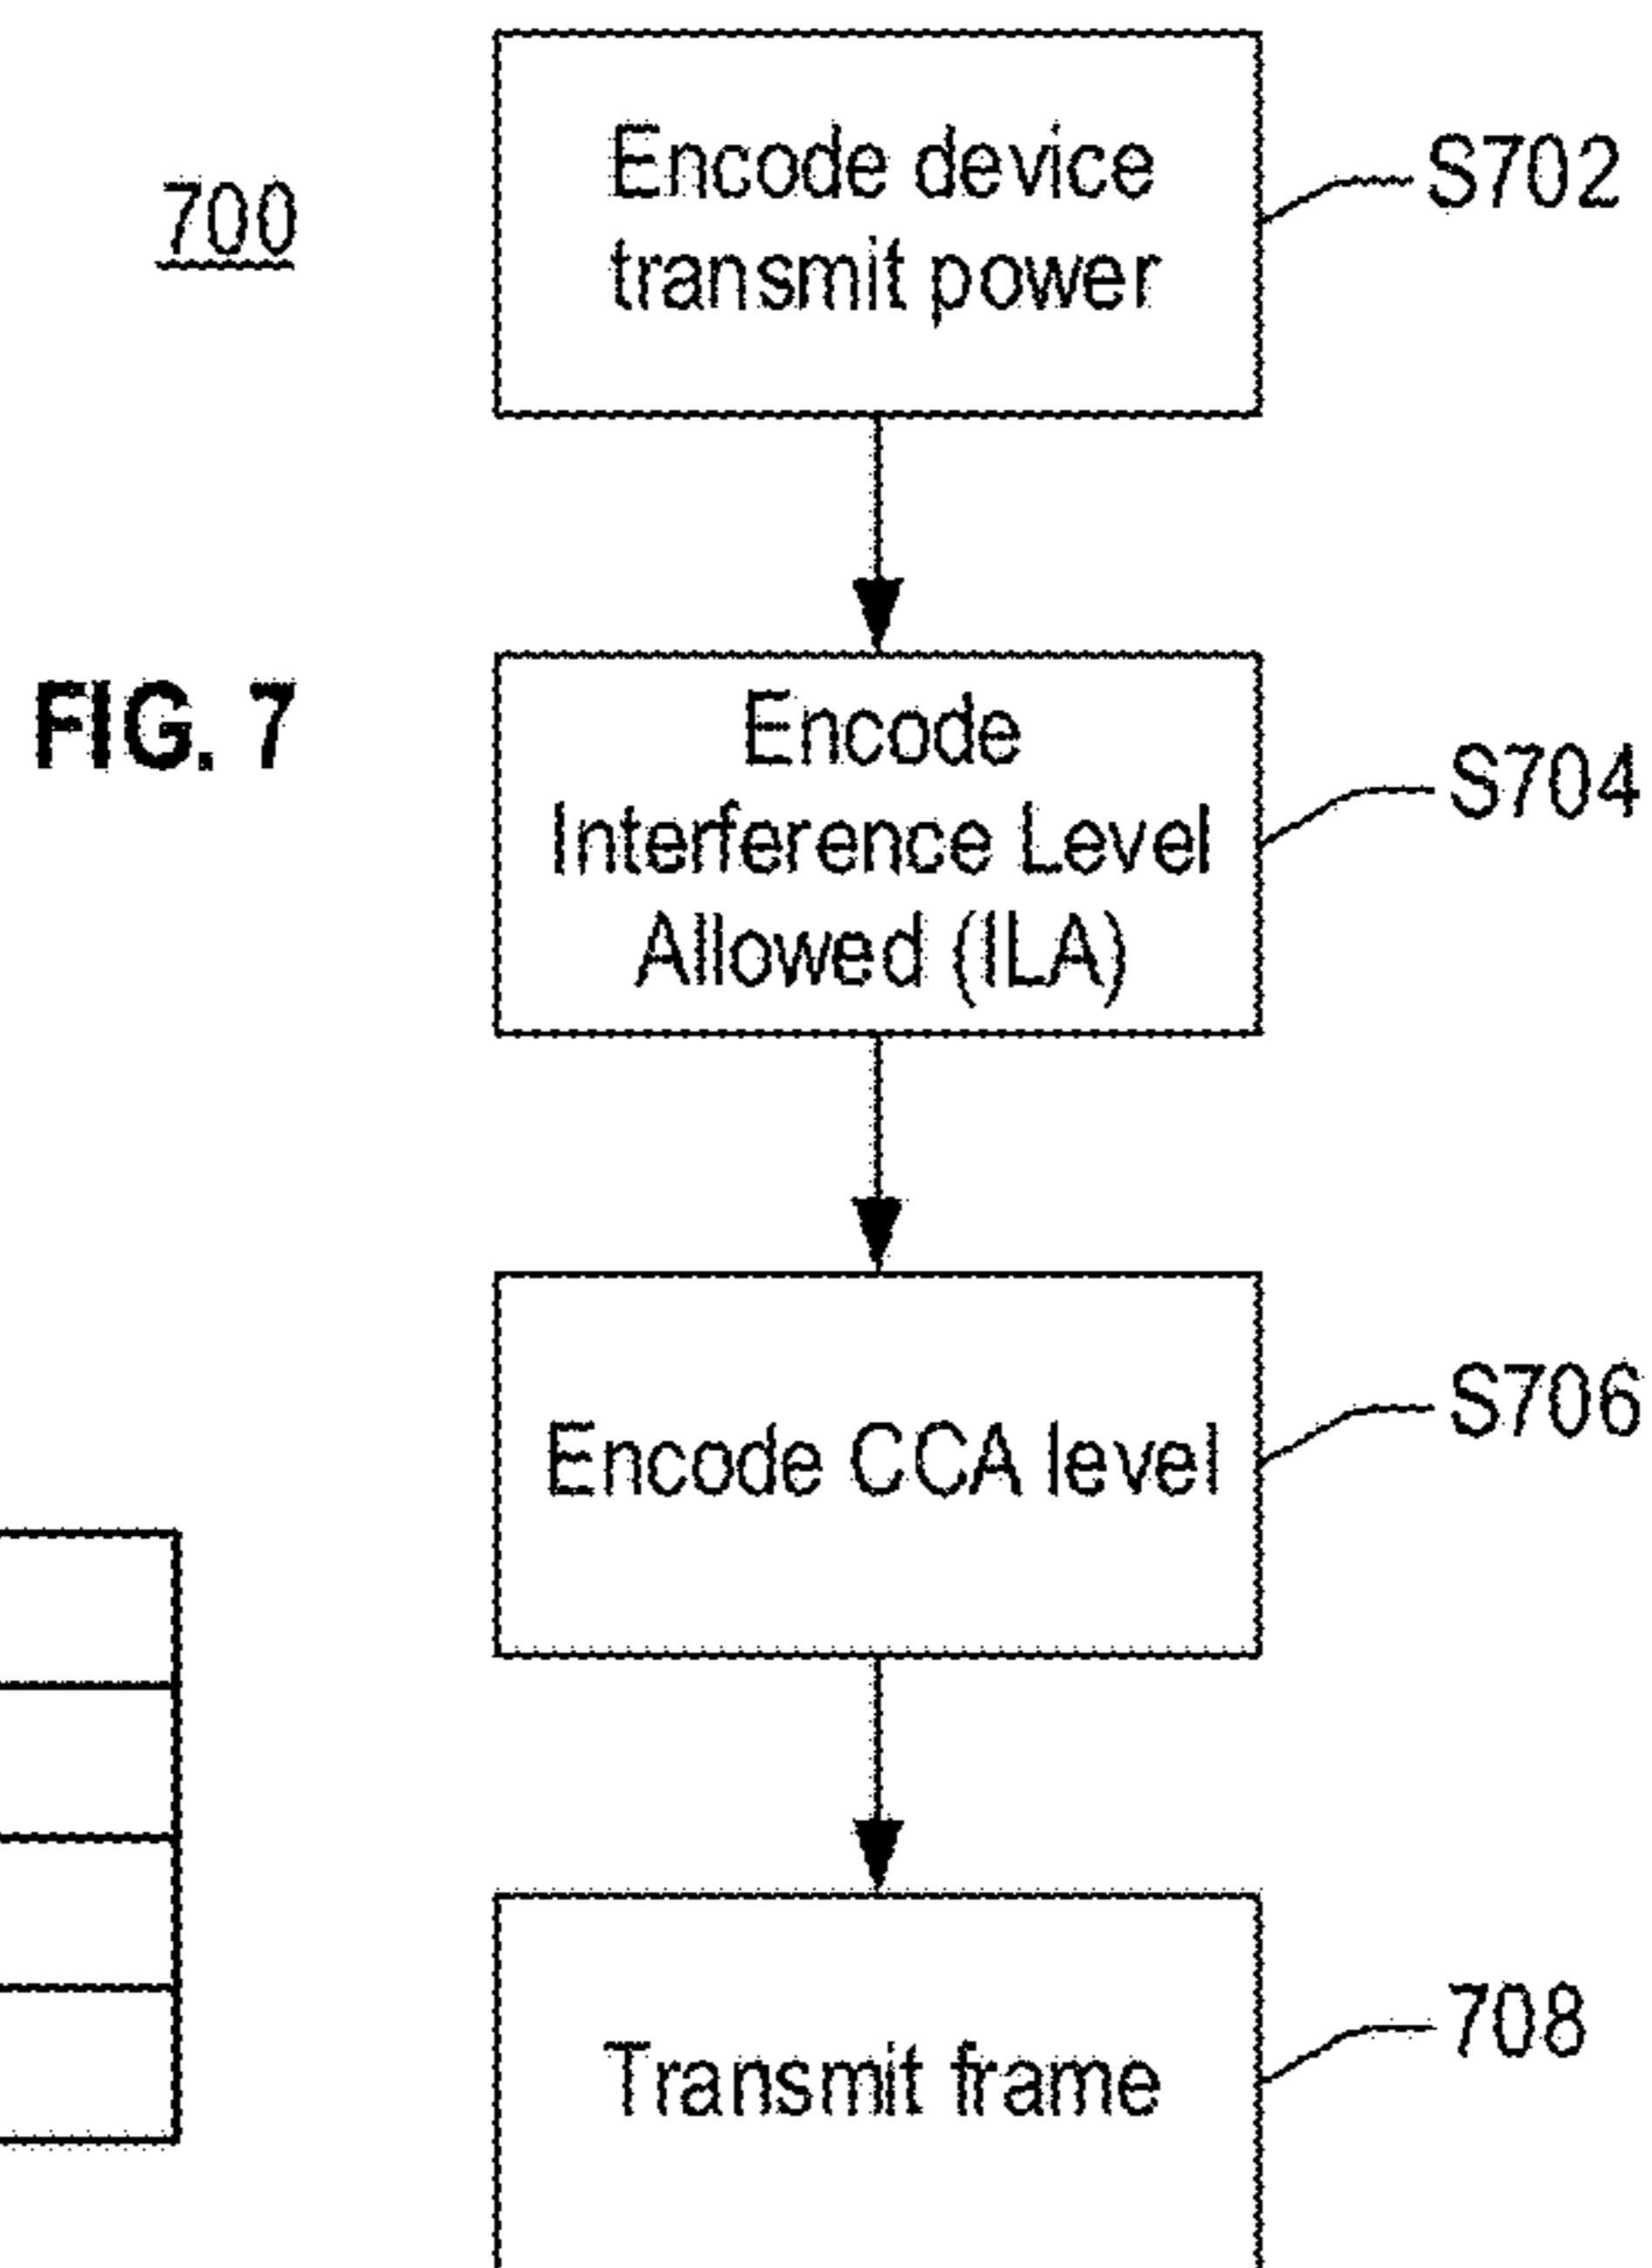 700
Encode device
transmit power
S702
FIG. 7
Encode
Interference Level
Allowed (ILA)
S704
Encode CCA level
S706
Transmit frame
708